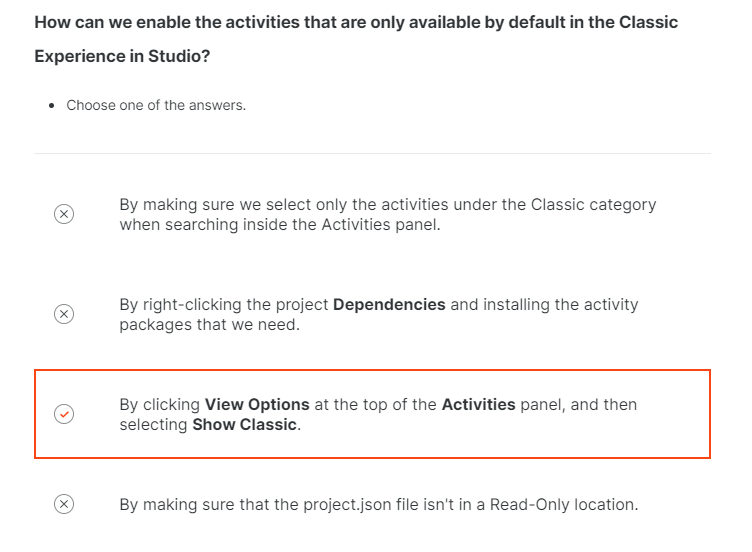 How can we enable the activities that are only available by default in the Classic
Experience in Studio?
• Choose one of the answers.
By making sure we select only the activities under the Classic category
when searching inside the Activities panel.
By right-clicking the project Dependencies and installing the activity
packages that we need.
By clicking View Options at the top of the Activities panel, and then
selecting Show Classic.
By making sure that the project.json file isn't in a Read-Only location.